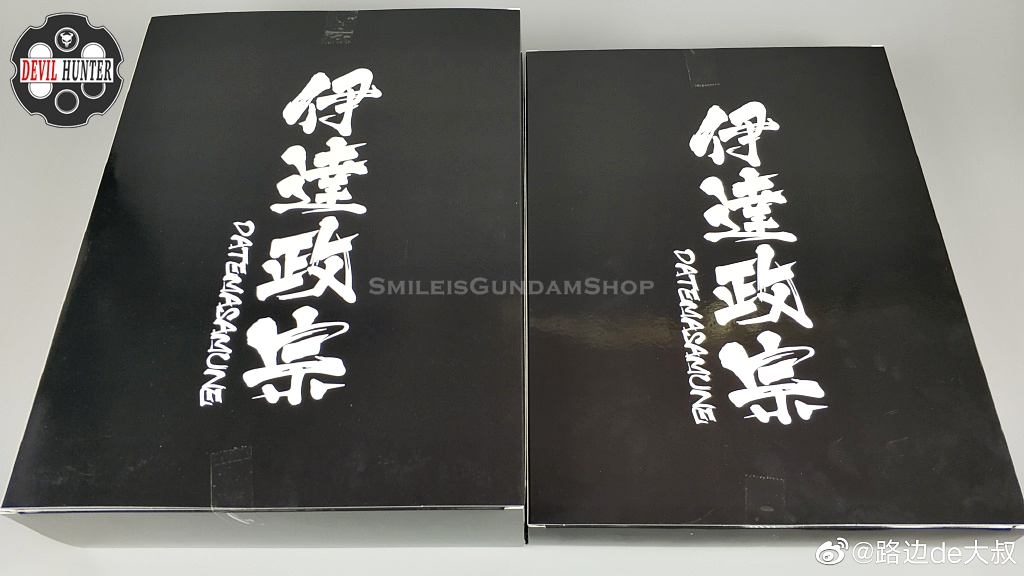 DEVIL HUNTER
伊達政宗
DATEMASAMUNE
伊達政宗
DATEMASAMUNE
SMILEISGUNDAMSHOP
@路边de大叔